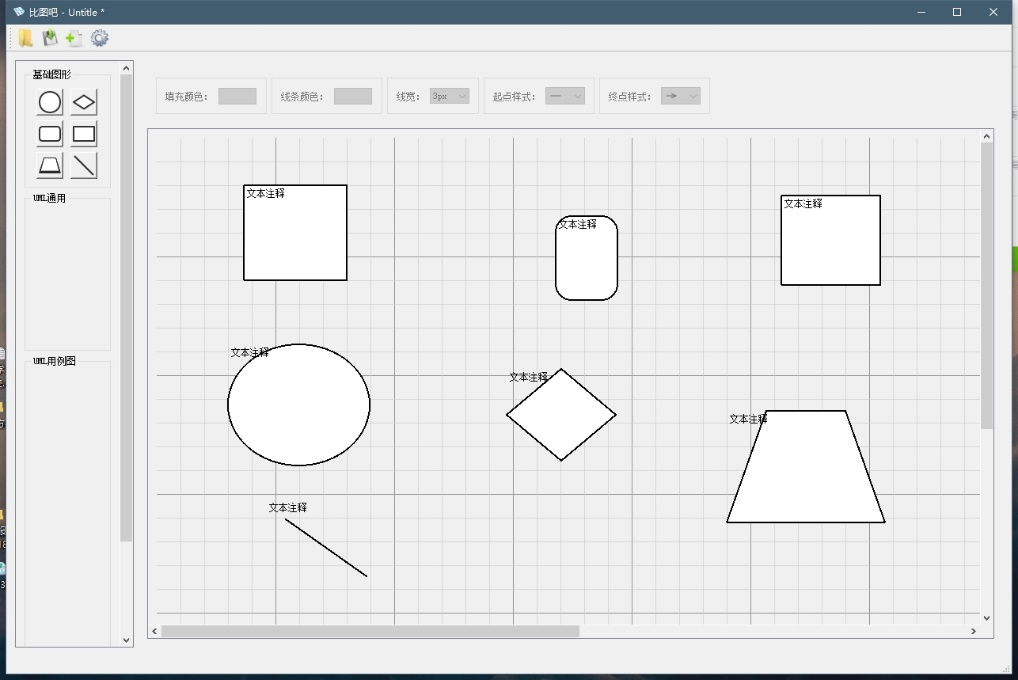 比图吧 - Untitle *
基础图形
UML通用
UML用例图
填充颜色：
线条颜色：
线宽： 3px
起点样式：
终点样式：
文本注释
文本注释
文本注释
文本注释
文本注释
文本注释
文本注释